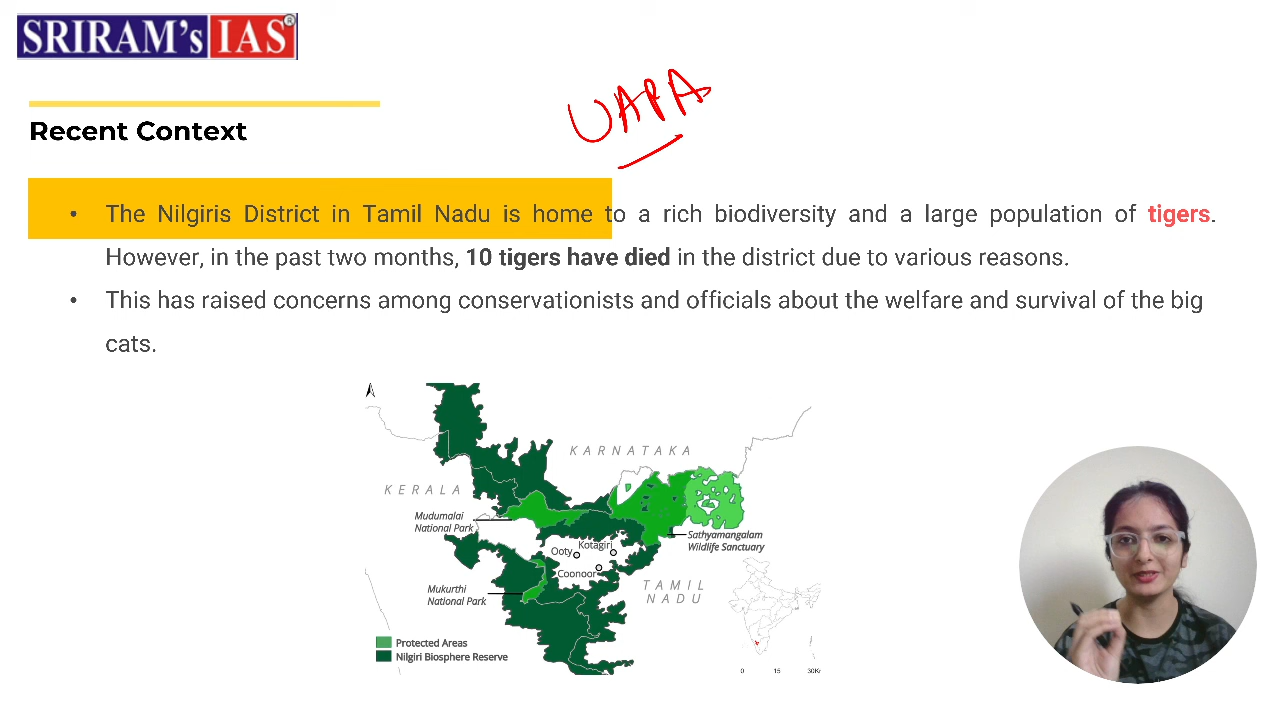 SRIRAM's IAS®
UAPA
Recent Context
• The Nilgiris District in Tamil Nadu is home to a rich biodiversity and a large population of tigers.
However, in the past two months, 10 tigers have died in the district due to various reasons.
• This has raised concerns among conservationists and officials about the welfare and survival of the big
cats.
KARNATAKA
KERALA
Mudumalai
National Park
Sathyamangalam
Wildlife Sanctuary
Kotagiri
Ooty
Coonoor
TAMIL
NADU
Mukurthi
National Park
Protected Areas
Nilgiri Biosphere Reserve
0 15 30K